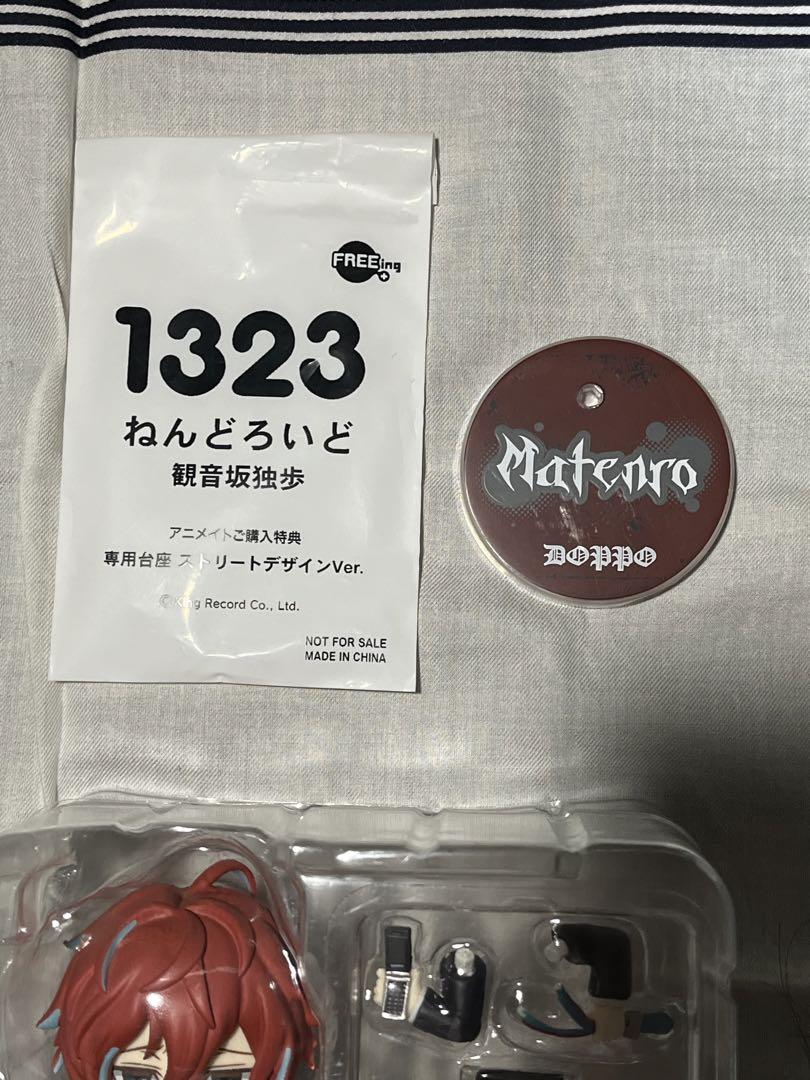 FREEing
1323
ねんどろいど
観音坂独歩
アニメイトご購入特典
専用台座 ストリートデザインVer.
© King Record Co., Ltd.
NOT FOR SALE
MADE IN CHINA
Matenro
DOPPO